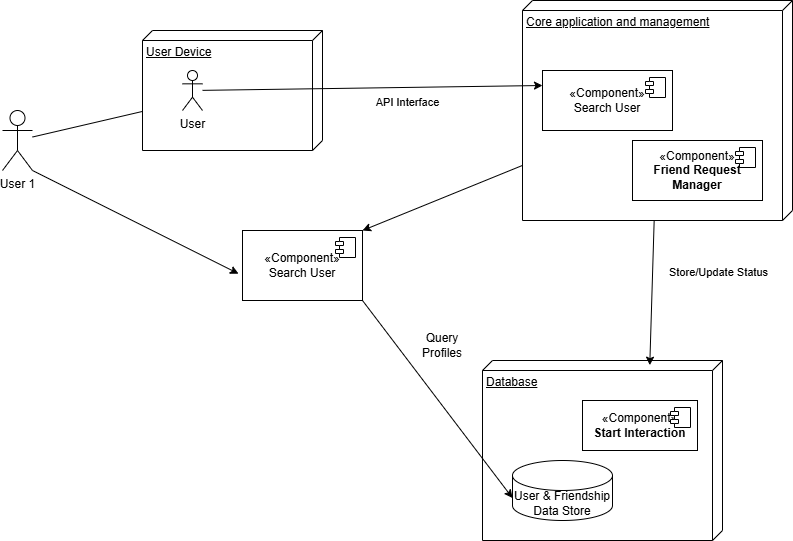 Core application and management
User Device
«Component»
Search User
API Interface
User
«Component»
Friend Request
Manager
User 1
«Component»
Search User
Store/Update Status
Query
Profiles
Database
«Component»
Start Interaction
User & Friendship
Data Store